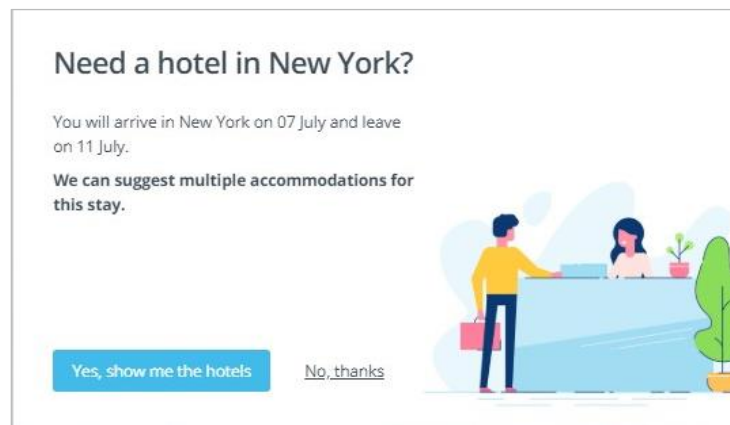 Need a hotel in New York?
You will arrive in New York on 07 July and leave
on 11 July.
We can suggest multiple accommodations for
this stay.
Yes, show me the hotels
No, thanks